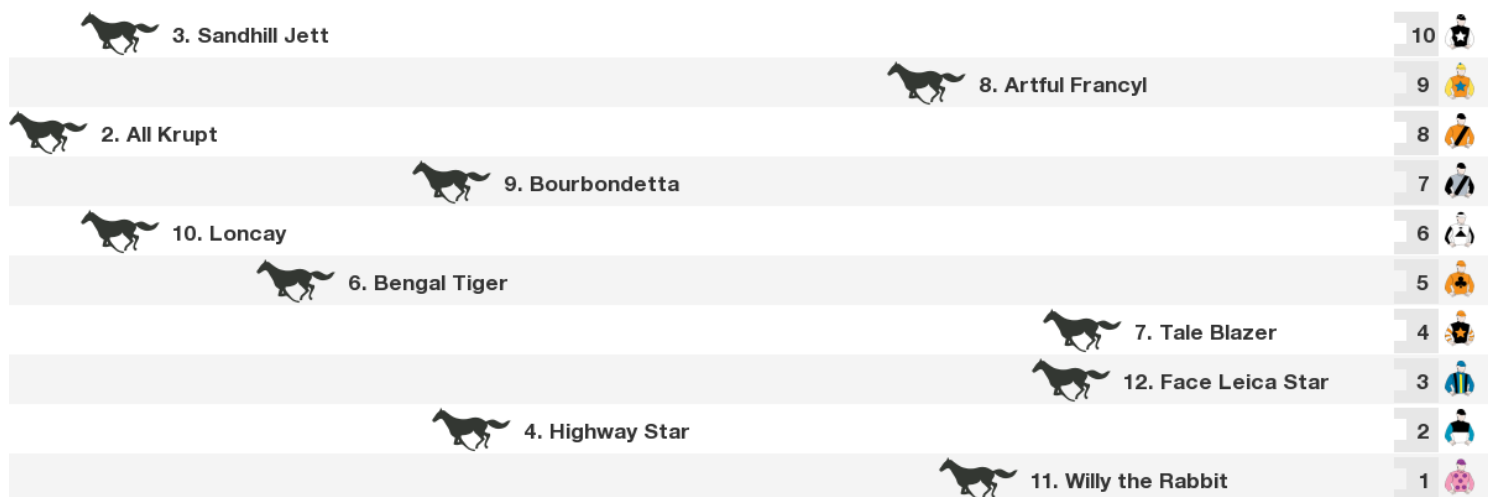 3. Sandhill Jett 10
8. Artful Francyl 9
2. All Krupt 8
9. Bourbondetta 7
10. Loncay 6
6. Bengal Tiger 5
7. Tale Blazer 4
12. Face Leica Star 3
4. Highway Star 2
11. Willy the Rabbit 1